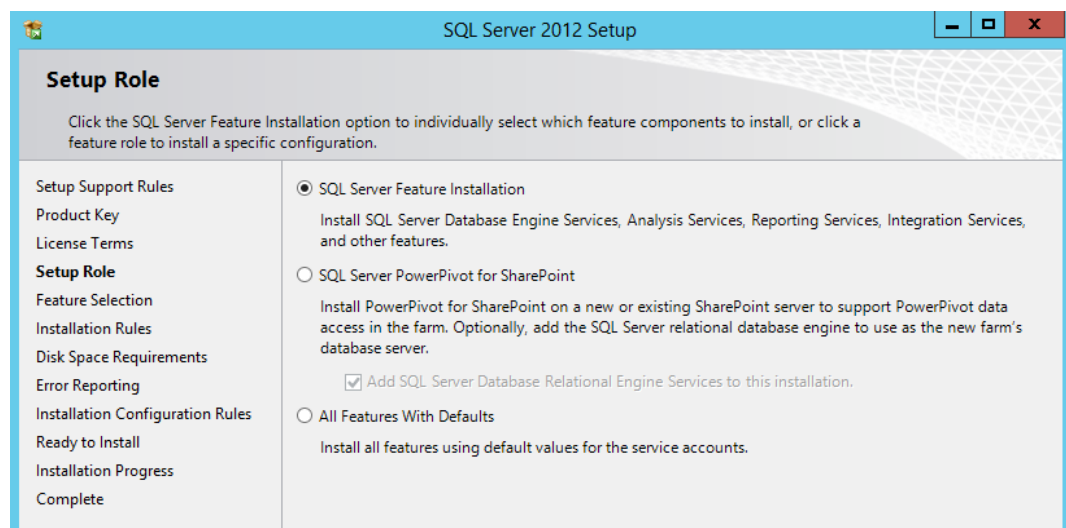 SQL Server 2012 Setup
Setup Role
Click the SQL Server Feature Installation option to individually select which feature components to install, or click a
feature role to install a specific configuration.
Setup Support Rules
Product Key
License Terms
Setup Role
Feature Selection
Installation Rules
Disk Space Requirements
Error Reporting
Installation Configuration Rules
Ready to Install
Installation Progress
Complete
SQL Server Feature Installation
Install SQL Server Database Engine Services, Analysis Services, Reporting Services, Integration Services,
and other features.
SQL Server PowerPivot for SharePoint
Install PowerPivot for SharePoint on a new or existing SharePoint server to support PowerPivot data
access in the farm. Optionally, add the SQL Server relational database engine to use as the new farm's
database server.
Add SQL Server Database Relational Engine Services to this installation.
All Features With Defaults
Install all features using default values for the service accounts.